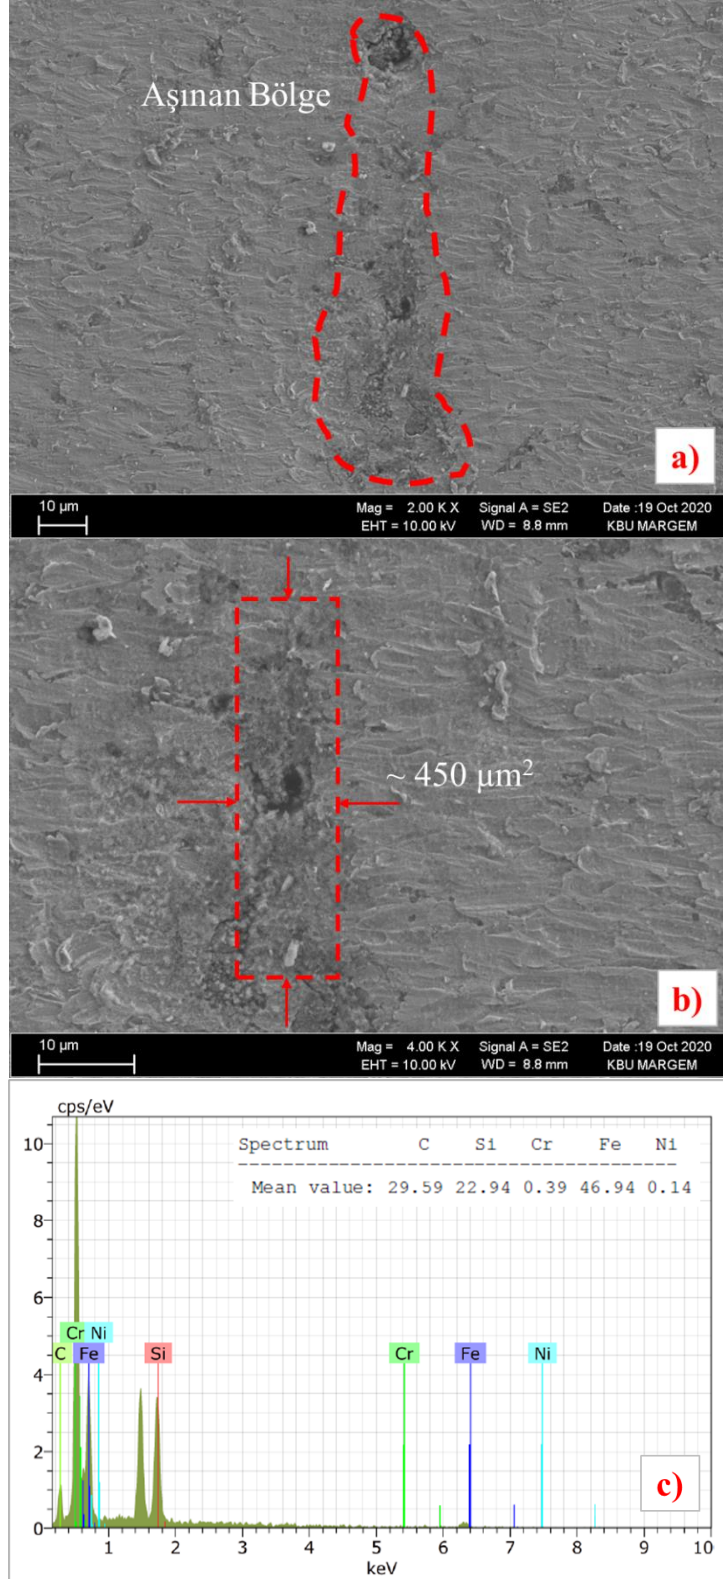 Aşınan Bölge
a)
10 µm
Mag = 2.00 K X Signal A = SE2 Date :19 Oct 2020
EHT = 10.00 kV WD = 8.8 mm KBU MARGEM
~ 450 µm²
b)
10 µm
Mag = 4.00 K X Signal A = SE2 Date :19 Oct 2020
EHT = 10.00 kV WD = 8.8 mm KBU MARGEM
cps/eV
Spectrum C Si Cr Fe Ni
Mean value: 29.59 22.94 0.39 46.94 0.14
10
8
6
4
2
0
Cr Ni
C Fe Si Cr Fe Ni
c)
1 2 3 4 5 6 7 8 9 10
keV